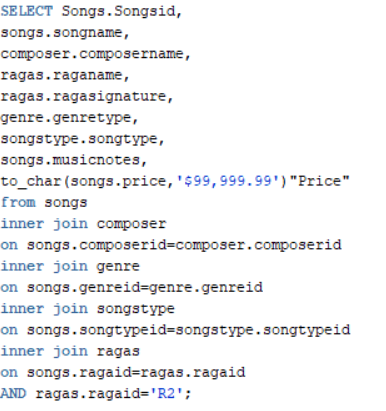 SELECT Songs.Songsid,
songs.songname,
composer.composername,
ragas.raganame,
ragas.ragasignature,
genre.genretype,
songstype.songtype,
songs.musicnotes,
to_char(songs.price,'$99,999.99')"Price"
from songs
inner join composer
on songs.composerid=composer.composerid
inner join genre
on songs.genreid=genre.genreid
inner join songstype
on songs.songtypeid=songstype.songtypeid
inner join ragas
on songs.ragaid=ragas.ragaid
AND ragas.ragaid='R2';